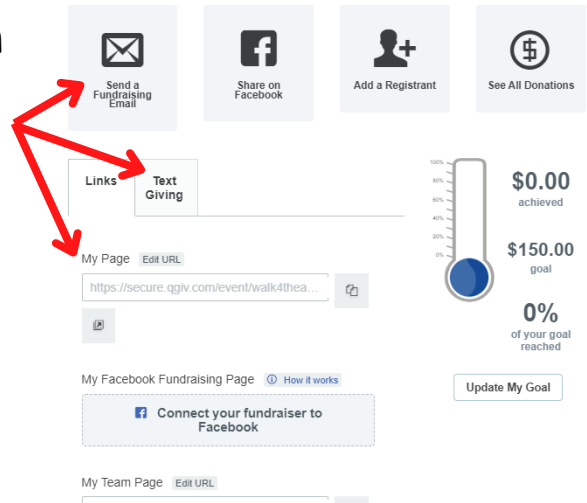 Send a
Fundraising
Email
Share on
Facebook
Add a Registrant
See All Donations
Links
Text
Giving
100%
80%
60%
40%
20%
0%
$0.00
achieved
$150.00
goal
0%
of your goal
reached
Update My Goal
My Page Edit URL
https://secure.qgiv.com/event/walk4thea...
My Facebook Fundraising Page How it works
Connect your fundraiser to
Facebook
My Team Page Edit URL